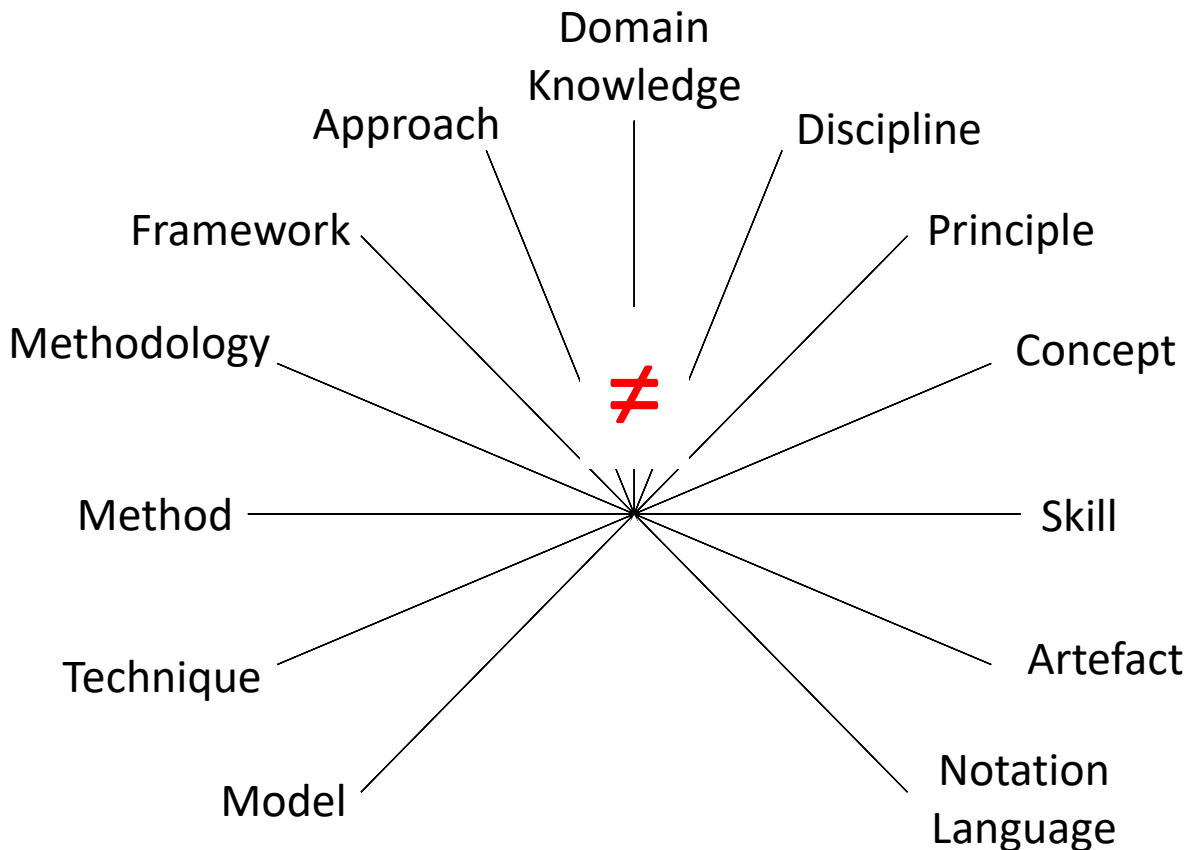 Domain
Knowledge
Approach
Discipline
Framework
Principle
Methodology
Concept
≠
Method
Skill
Technique
Artefact
Model
Notation
Language